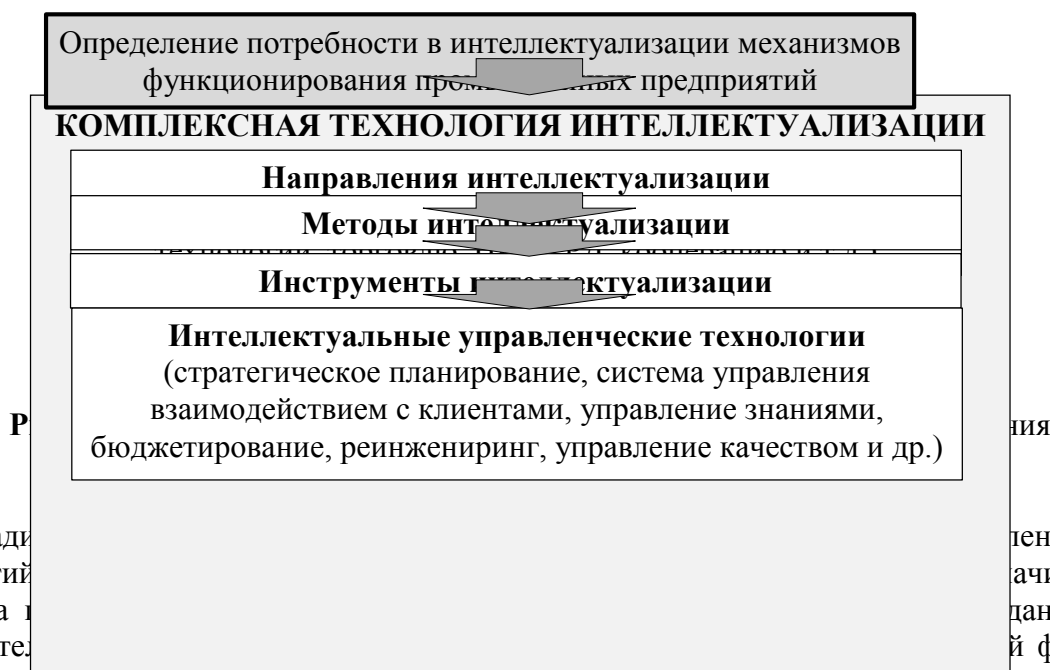 Определение потребности в интеллектуализации механизмов
функционирования предприятий
КОМПЛЕКСНАЯ ТЕХНОЛОГИЯ ИНТЕЛЛЕКТУАЛИЗАЦИИ
Направления интеллектуализации
Методы интеллектуализации
Инструменты интеллектуализации
Интеллектуальные управленческие технологии
(стратегическое планирование, система управления
взаимодействием с клиентами, управление знаниями,
бюджетирование, реинжениринг, управление качеством и др.)